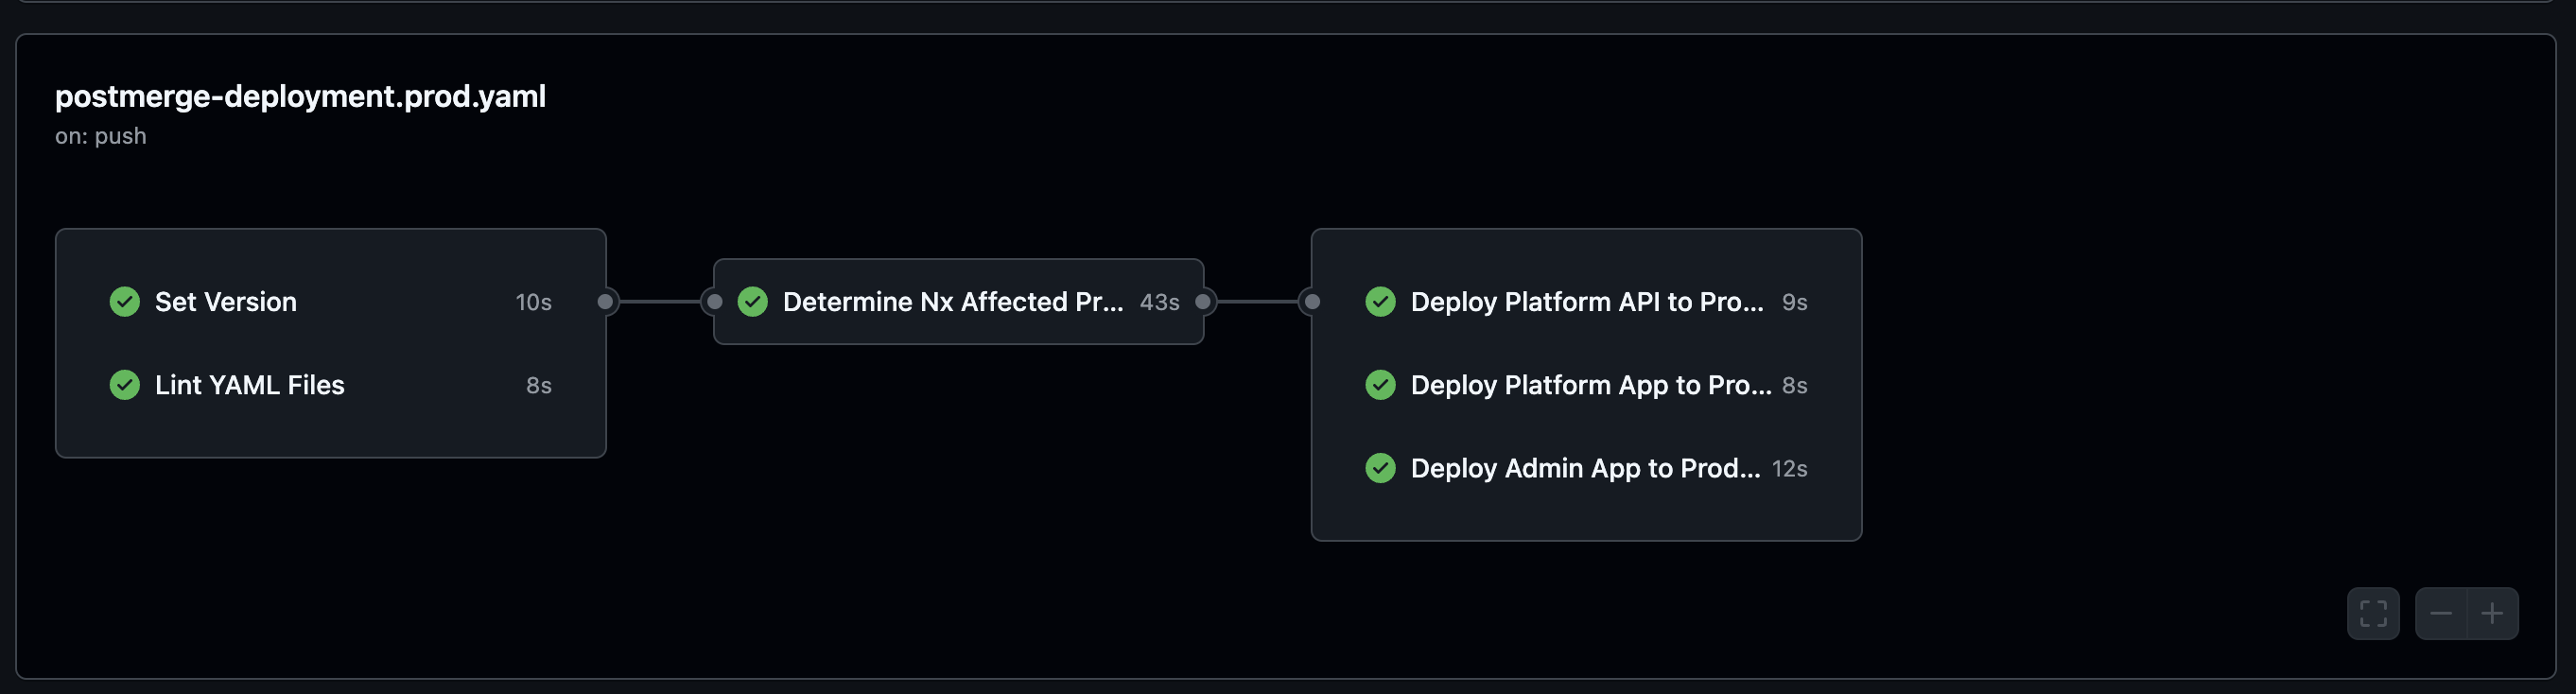 postmerge-deployment.prod.yaml
on: push
Set Version 10s
Lint YAML Files 8s
Determine Nx Affected Pr... 43s
Deploy Platform API to Pro... 9s
Deploy Platform App to Pro... 8s
Deploy Admin App to Prod... 12s